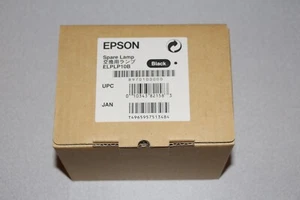 EPSON
Spare Lamp
交換用ランプ
ELPLP10B
Black
UPC
JAN